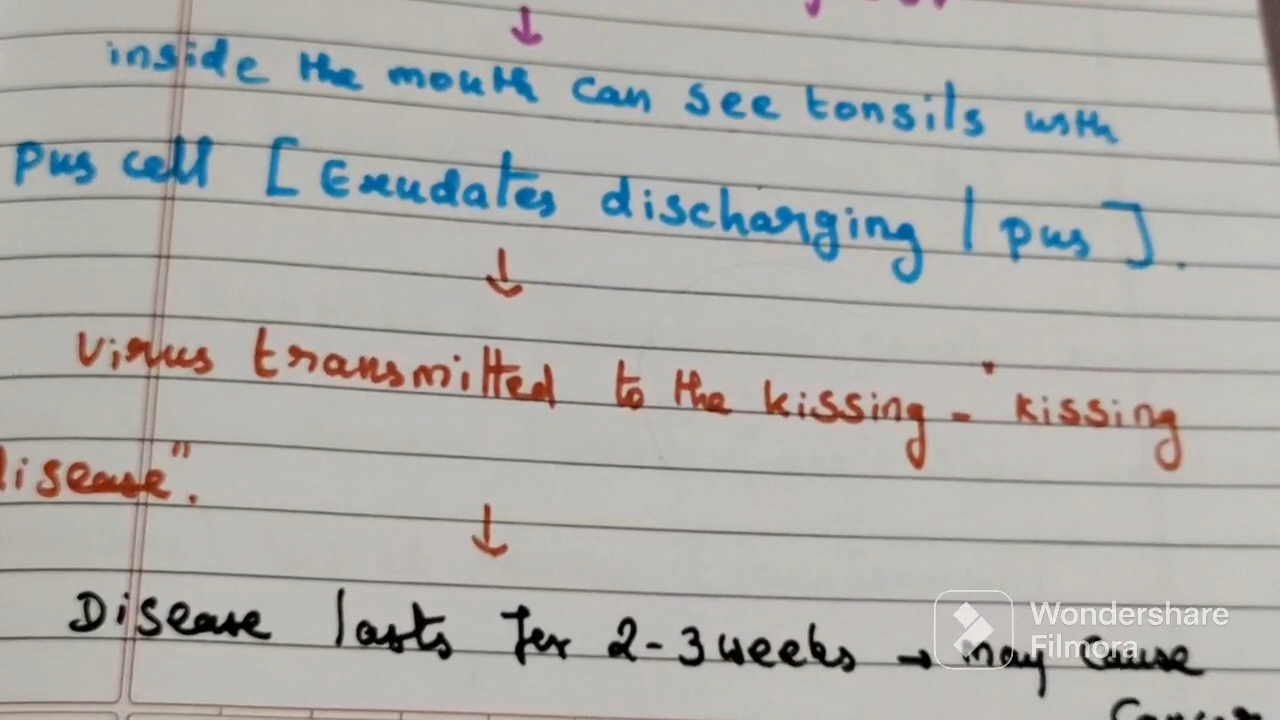 ↓
inside the mouth can see tonsils with
pus cell [Exudates discharging / pus].
↓
Virus transmitted to the kissing - "kissing
disease".
↓
Disease lasts for 2-3 weeks → may cause
Wondershare
Filmora